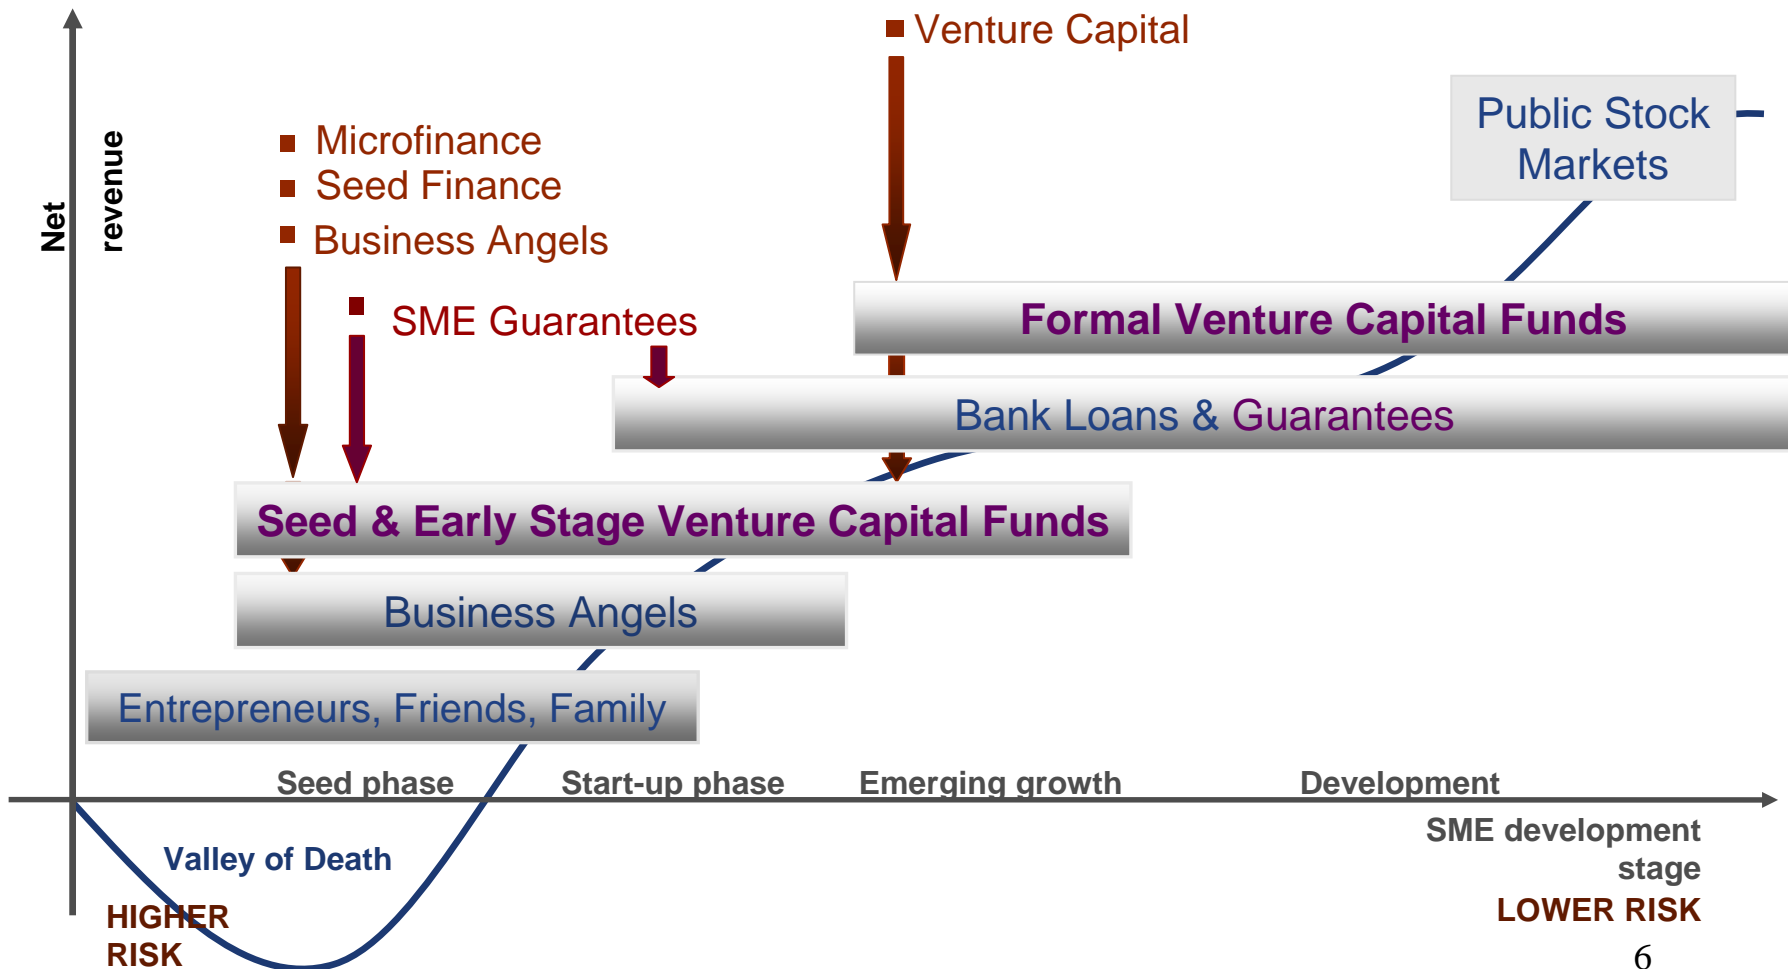 Venture Capital
Public Stock
Markets
Net
revenue
Microfinance
Seed Finance
Business Angels
SME Guarantees
Formal Venture Capital Funds
Bank Loans & Guarantees
Seed & Early Stage Venture Capital Funds
Business Angels
Entrepreneurs, Friends, Family
Seed phase
Start-up phase
Emerging growth
Development
SME development
stage
Valley of Death
HIGHER
RISK
LOWER RISK
6